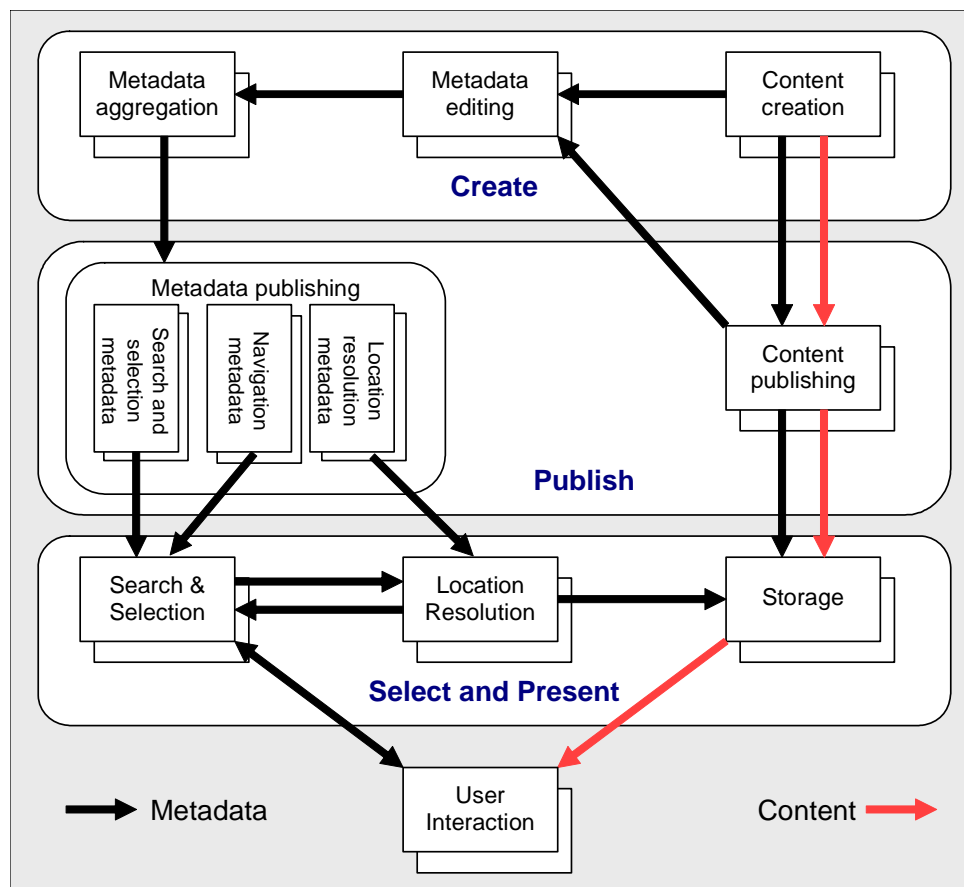 Metadata
aggregation
Metadata
editing
Content
creation
Create
Metadata publishing
Search and
selection
metadata
Navigation
metadata
Location
resolution
metadata
Content
publishing
Publish
Search &
Selection
Location
Resolution
Storage
Select and Present
User
Interaction
Metadata
Content